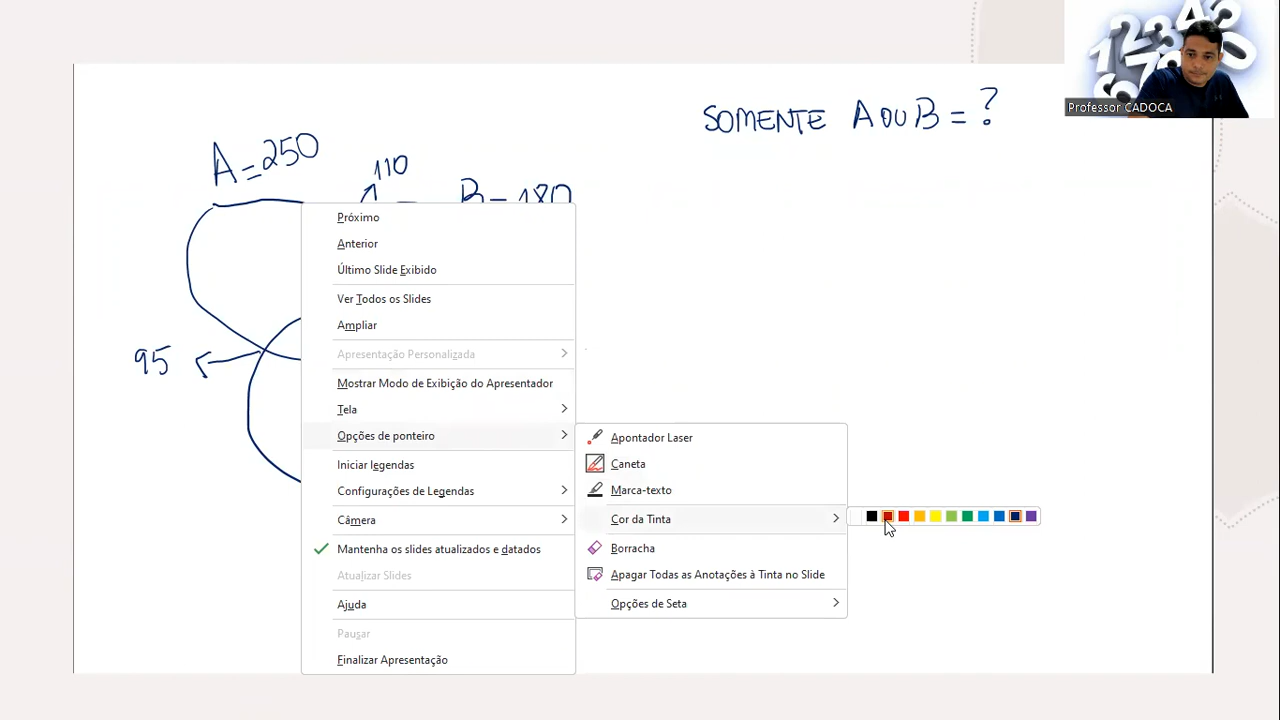 Professor CADOCA
SOMENTE A OU B = ?
A = 250
110
B = 180
95
Próximo
Anterior
Último Slide Exibido
Ver Todos os Slides
Ampliar
Apresentação Personalizada
Mostrar Modo de Exibição do Apresentador
Tela
Opções de ponteiro
Iniciar legendas
Configurações de Legendas
Câmera
Mantenha os slides atualizados e datados
Atualizar Slides
Ajuda
Pausar
Finalizar Apresentação
Apontador Laser
Caneta
Marca-texto
Cor da Tinta
Borracha
Apagar Todas as Anotações à Tinta no Slide
Opções de Seta